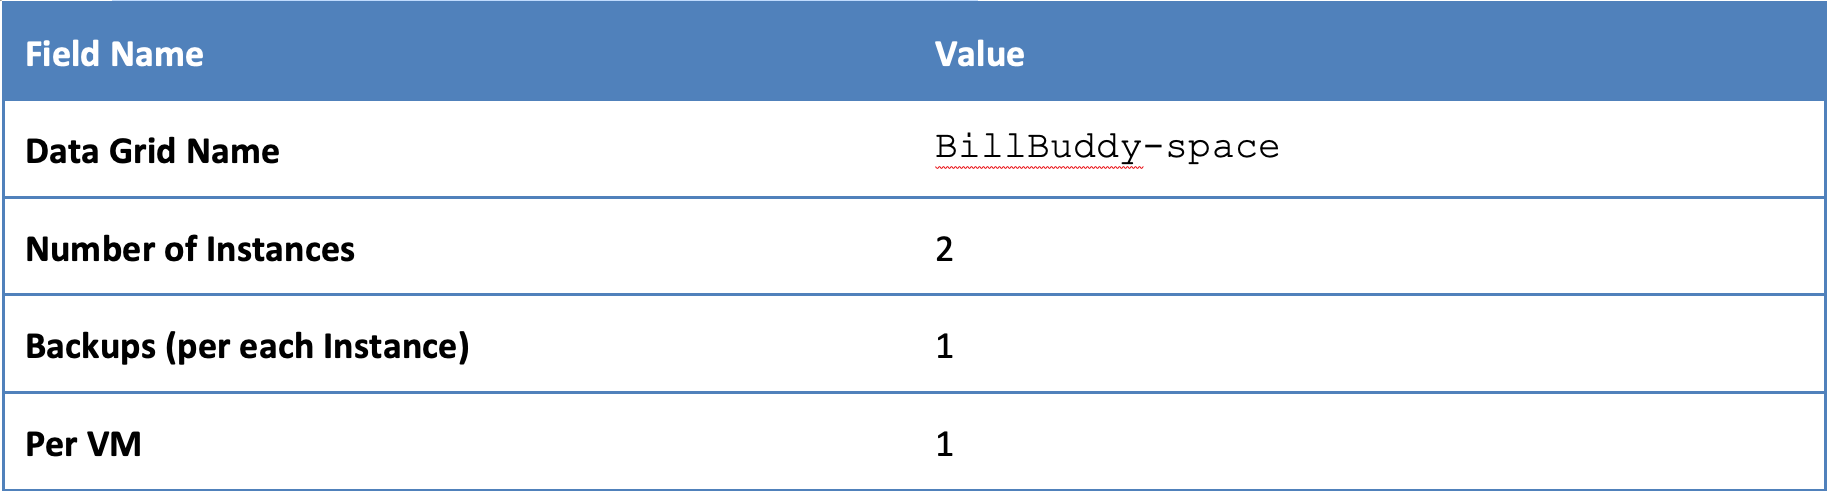 Field Name Value
Data Grid Name BillBuddy-space
Number of Instances 2
Backups (per each Instance) 1
Per VM 1